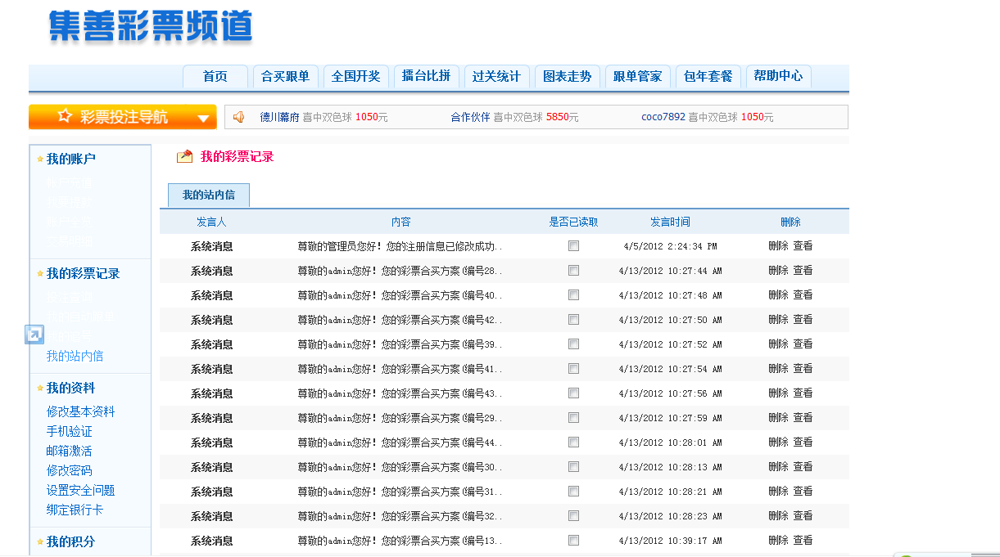 集善彩票频道
首页 合买跟单 全国开奖 擂台比拼 过关统计 图表走势 跟单管家 包年套餐 帮助中心
彩票投注导航
德川幕府 喜中双色球 1050元 合作伙伴 喜中双色球 5850元 coco7892 喜中双色球 1050元
我的账户
我的彩票记录
我的站内信
我的资料
修改基本资料
手机验证
邮箱激活
修改密码
设置安全问题
绑定银行卡
我的积分
我的彩票记录
我的站内信
发言人 内容 是否已读取 发言时间 删除
系统消息 尊敬的管理员您好！您的注册信息已修改成功.. 4/5/2012 2:24:34 PM 删除 查看
系统消息 尊敬的admin您好！您的彩票合买方案(编号28.. 4/13/2012 10:27:44 AM 删除 查看
系统消息 尊敬的admin您好！您的彩票合买方案(编号40.. 4/13/2012 10:27:48 AM 删除 查看
系统消息 尊敬的admin您好！您的彩票合买方案(编号42.. 4/13/2012 10:27:50 AM 删除 查看
系统消息 尊敬的admin您好！您的彩票合买方案(编号39.. 4/13/2012 10:27:52 AM 删除 查看
系统消息 尊敬的admin您好！您的彩票合买方案(编号41.. 4/13/2012 10:27:54 AM 删除 查看
系统消息 尊敬的admin您好！您的彩票合买方案(编号43.. 4/13/2012 10:27:56 AM 删除 查看
系统消息 尊敬的admin您好！您的彩票合买方案(编号29.. 4/13/2012 10:27:59 AM 删除 查看
系统消息 尊敬的admin您好！您的彩票合买方案(编号44.. 4/13/2012 10:28:01 AM 删除 查看
系统消息 尊敬的admin您好！您的彩票合买方案(编号30.. 4/13/2012 10:28:13 AM 删除 查看
系统消息 尊敬的admin您好！您的彩票合买方案(编号31.. 4/13/2012 10:28:21 AM 删除 查看
系统消息 尊敬的admin您好！您的彩票合买方案(编号32.. 4/13/2012 10:28:23 AM 删除 查看
系统消息 尊敬的admin您好！您的彩票合买方案(编号13.. 4/13/2012 10:39:17 AM 删除 查看